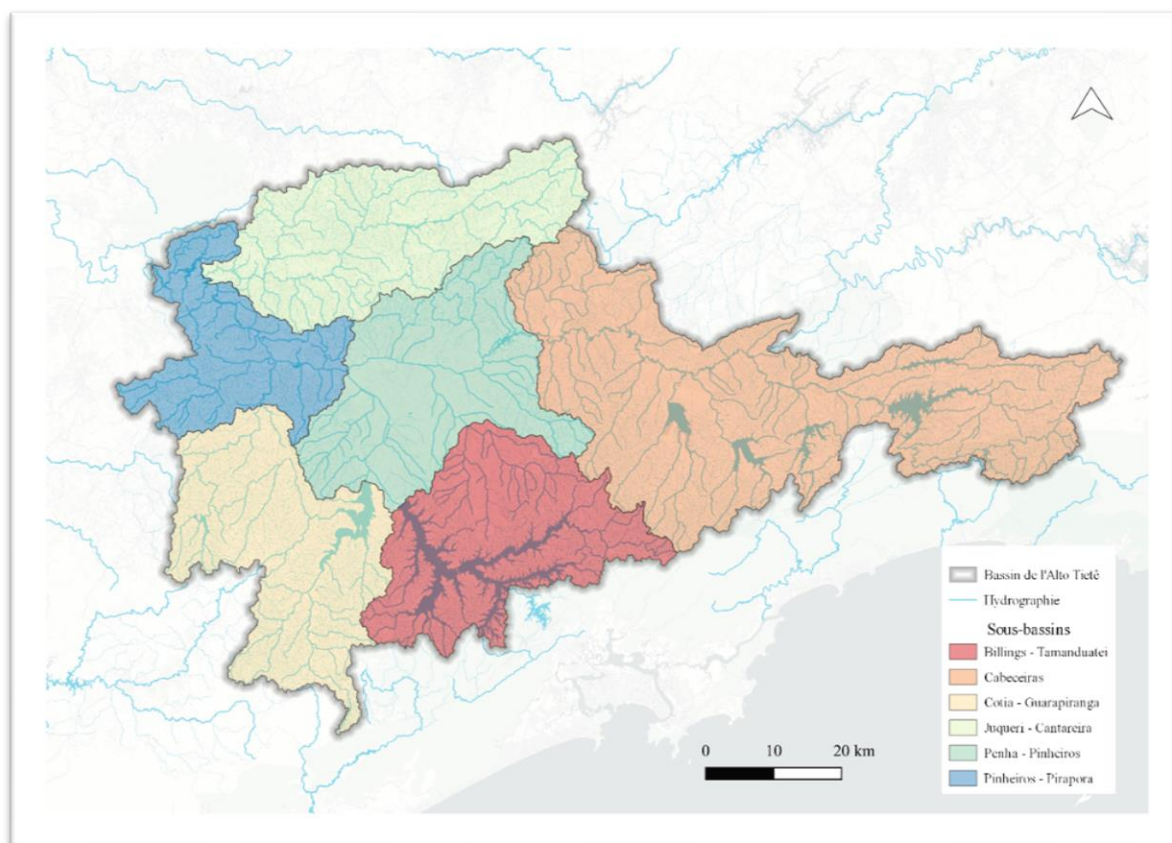 Bassin de l'Alto Tietê
Hydrographie
Sous-bassins
Billings - Tamanduatei
Cabeceiras
Cotia - Guarapiranga
Juqueri - Cantareira
Penha - Pinheiros
Pinheiros - Pirapora
0 10 20 km